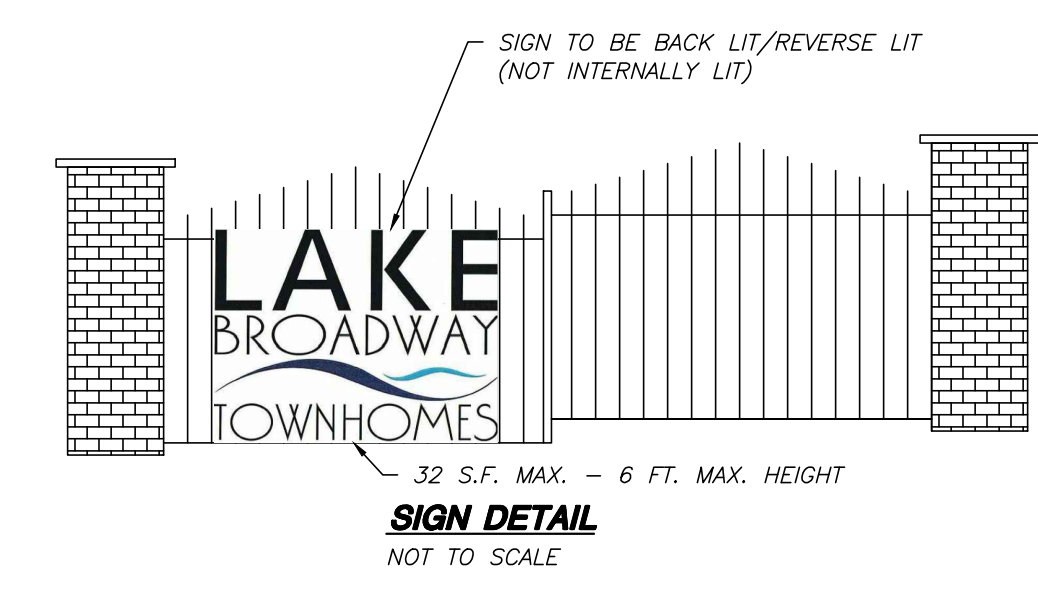 SIGN TO BE BACK LIT/REVERSE LIT
(NOT INTERNALLY LIT)
LAKE
BROADWAY
TOWNHOMES
32 S.F. MAX. – 6 FT. MAX. HEIGHT
SIGN DETAIL
NOT TO SCALE